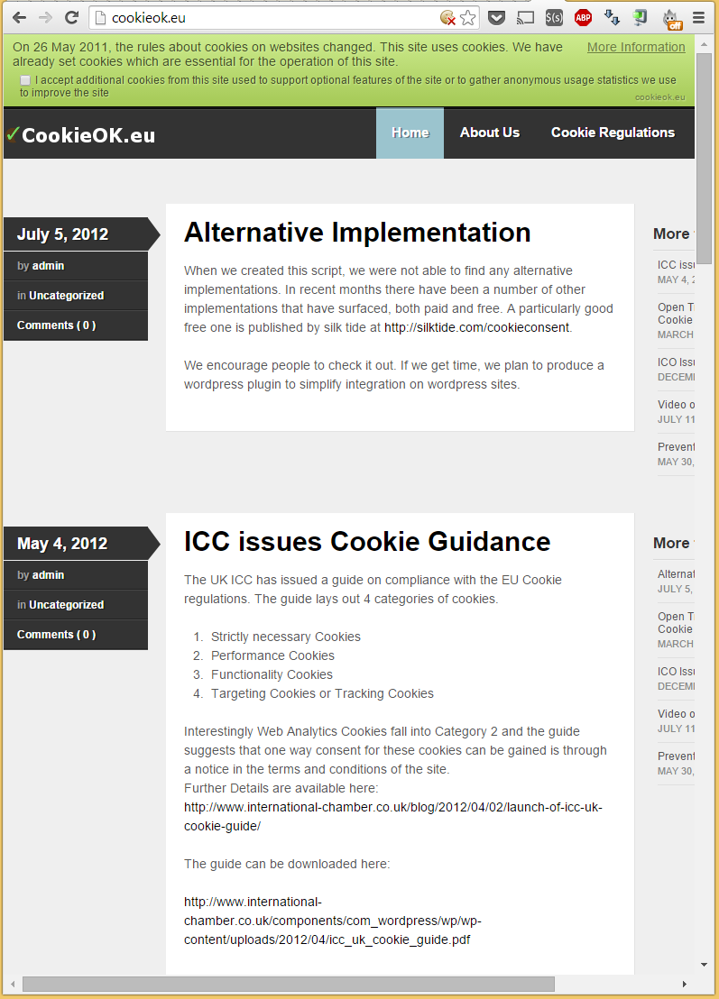 cookieok.eu
$(s)
ABP
off
On 26 May 2011, the rules about cookies on websites changed. This site uses cookies. We have
already set cookies which are essential for the operation of this site.
More Information
I accept additional cookies from this site used to support optional features of the site or to gather anonymous usage statistics we use
to improve the site
cookieok.eu
CookieOK.eu
Home
About Us
Cookie Regulations
July 5, 2012
by admin
in Uncategorized
Comments ( 0 )
Alternative Implementation
When we created this script, we were not able to find any alternative
implementations. In recent months there have been a number of other
implementations that have surfaced, both paid and free. A particularly good
free one is published by silk tide at http://silktide.com/cookieconsent.
We encourage people to check it out. If we get time, we plan to produce a
wordpress plugin to simplify integration on wordpress sites.
More
ICC issu
MAY 4, 2
Open T
Cookie
MARCH
ICO Issu
DECEM
Video o
JULY 11
Prevent
MAY 30,
May 4, 2012
by admin
in Uncategorized
Comments ( 0 )
ICC issues Cookie Guidance
The UK ICC has issued a guide on compliance with the EU Cookie
regulations. The guide lays out 4 categories of cookies.
1. Strictly necessary Cookies
2. Performance Cookies
3. Functionality Cookies
4. Targeting Cookies or Tracking Cookies
Interestingly Web Analytics Cookies fall into Category 2 and the guide
suggests that one way consent for these cookies can be gained is through
a notice in the terms and conditions of the site.
Further Details are available here:
http://www.international-chamber.co.uk/blog/2012/04/02/launch-of-icc-uk-
cookie-guide/
The guide can be downloaded here:
http://www.international-
chamber.co.uk/components/com_wordpress/wp/wp-
content/uploads/2012/04/icc_uk_cookie_guide.pdf
More
Alternat
JULY 5,
Open T
Cookie
MARCH
ICO Issu
DECEM
Video o
JULY 11
Prevent
MAY 30,